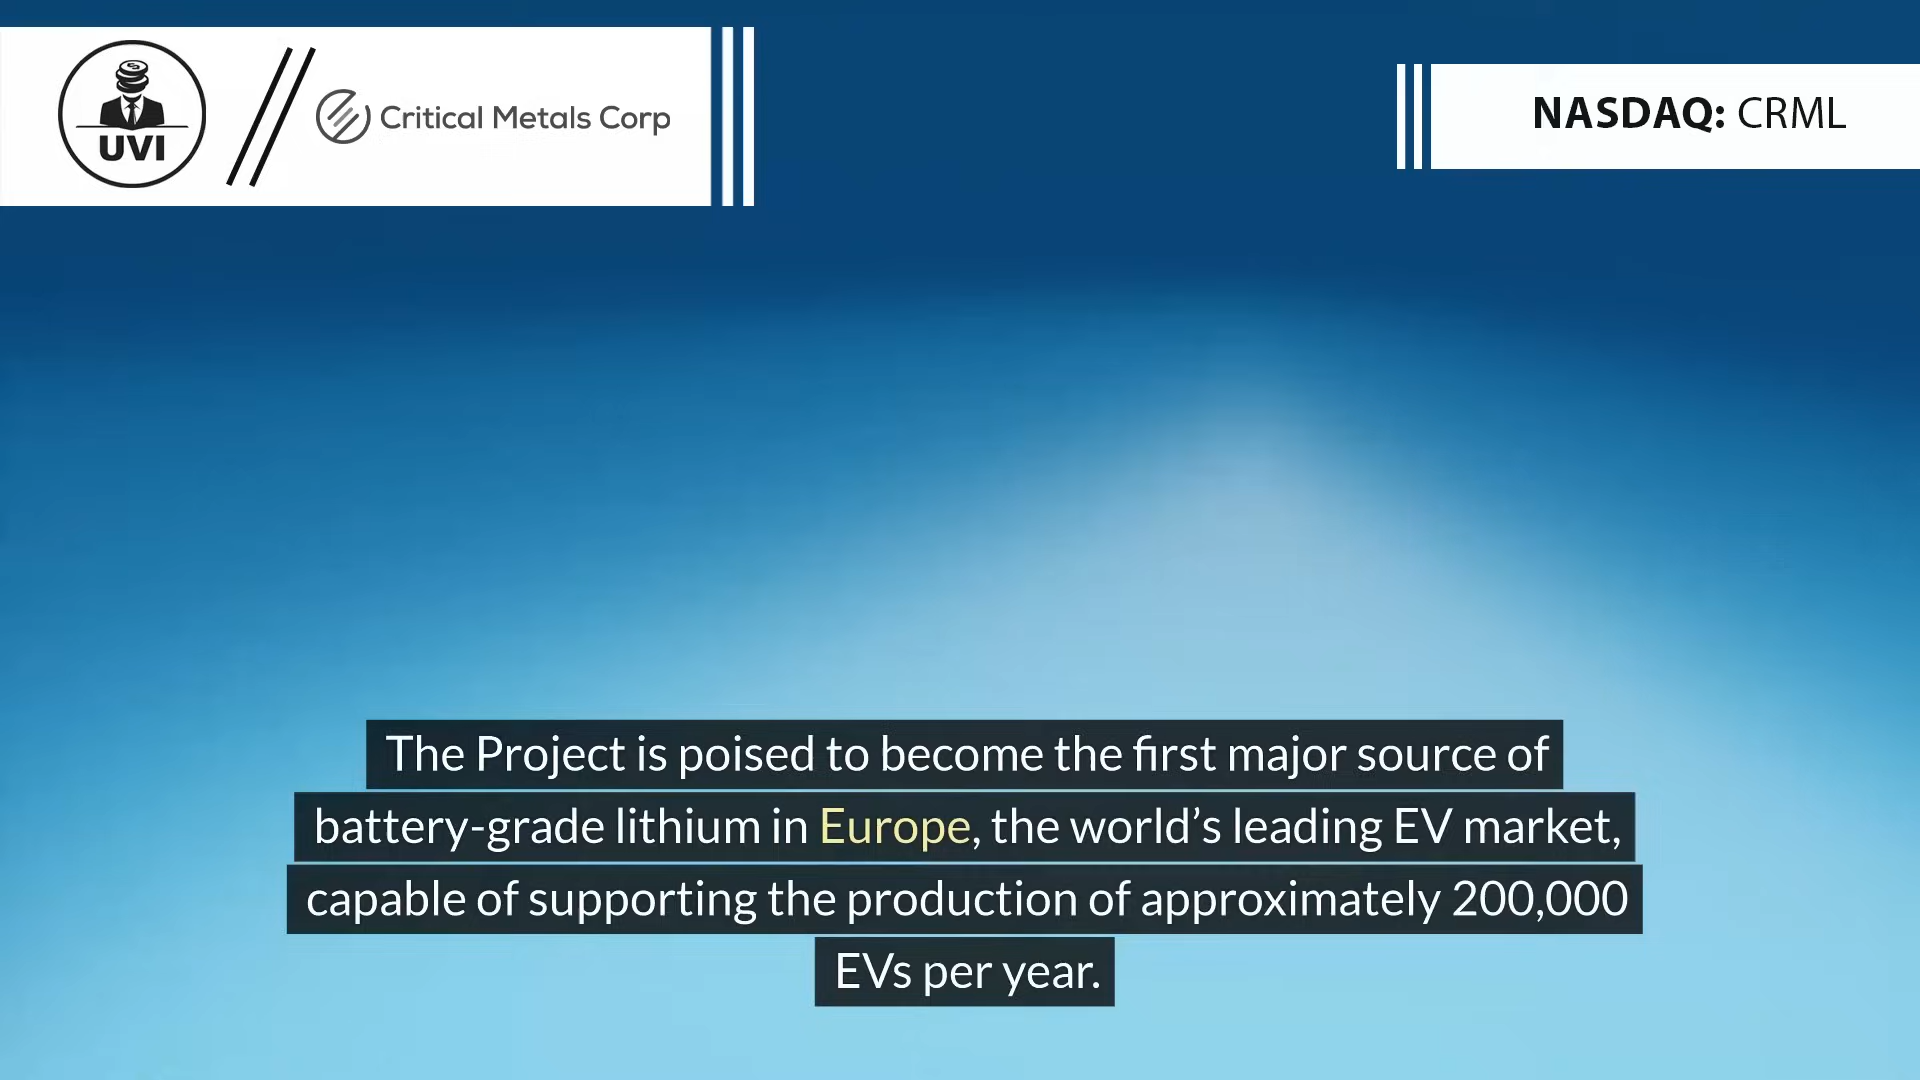 UVI
Critical Metals Corp
NASDAQ: CRML
The Project is poised to become the first major source of
battery-grade lithium in Europe, the world’s leading EV market,
capable of supporting the production of approximately 200,000
EVs per year.